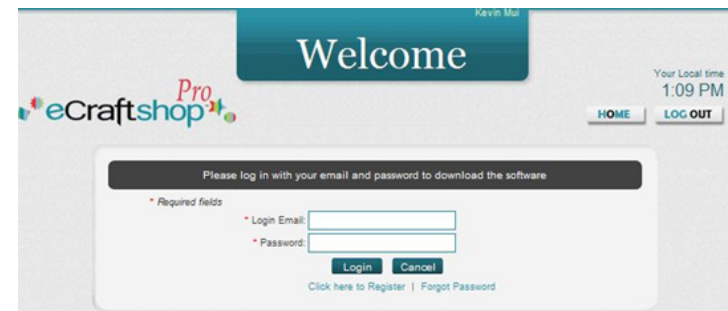 Kevin Mui
Welcome
Your Local time
1:09 PM
eCraftshop Pro
HOME LOG OUT
Please log in with your email and password to download the software
* Required fields
* Login Email:
* Password:
Login Cancel
Click here to Register | Forgot Password